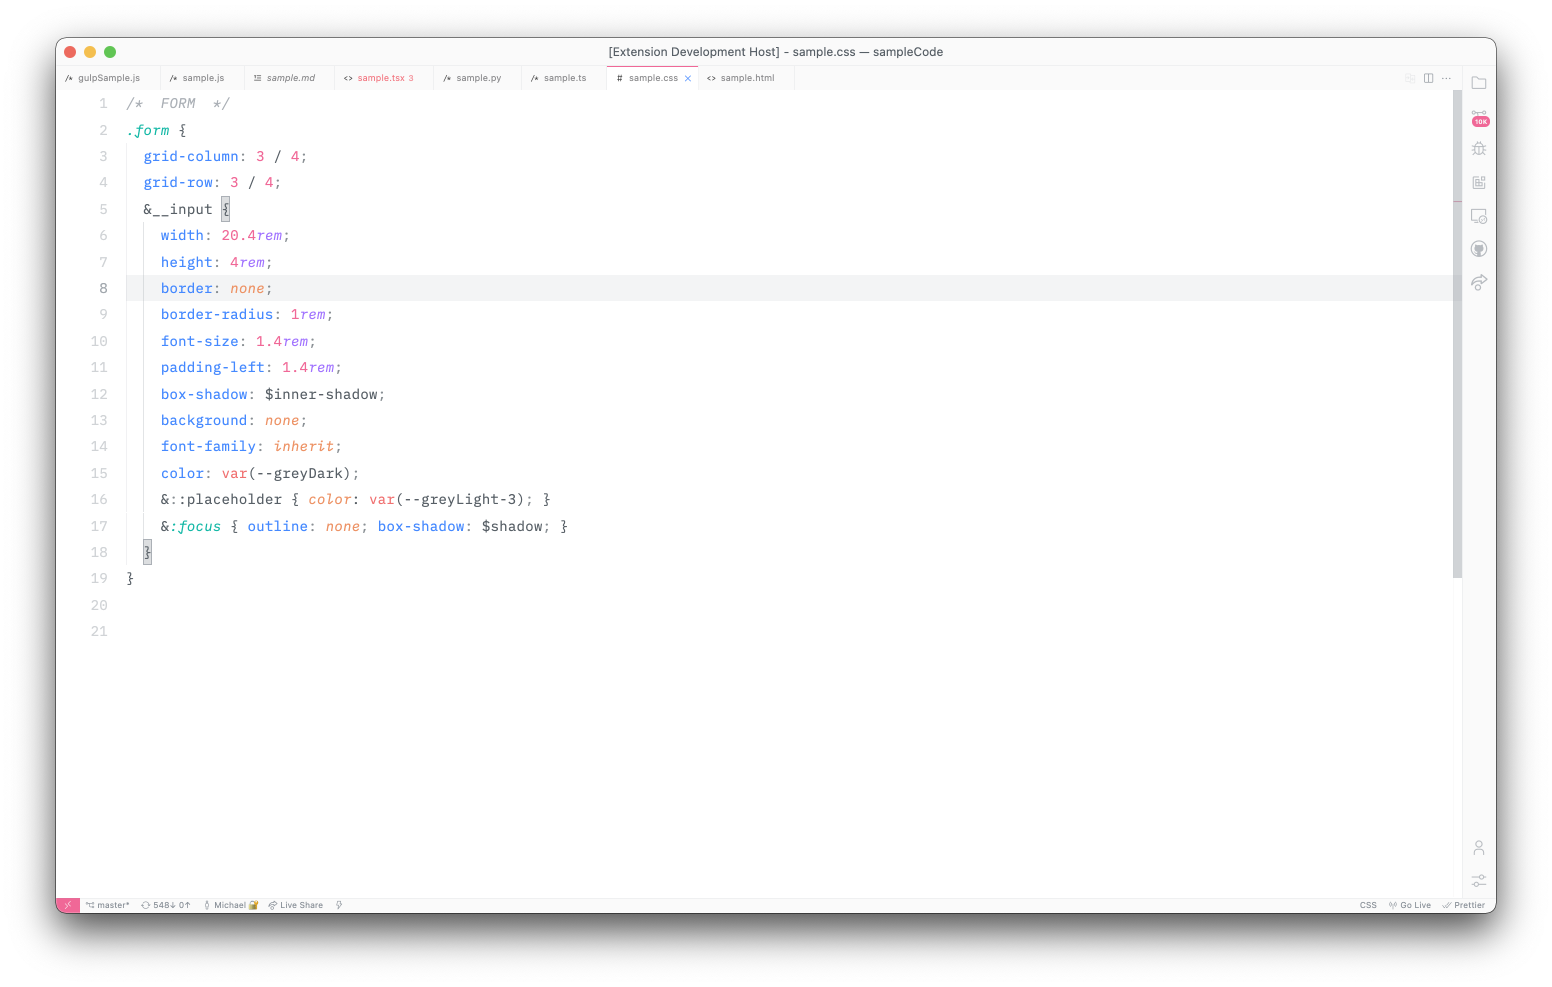 [Extension Development Host] - sample.css — sampleCode
gulpSample.js sample.js sample.md sample.tsx 3 sample.py sample.ts # sample.css × <> sample.html
1 /*  FORM  */
2 .form {
3   grid-column: 3 / 4;
4   grid-row: 3 / 4;
5   &__input {
6     width: 20.4rem;
7     height: 4rem;
8     border: none;
9     border-radius: 1rem;
10     font-size: 1.4rem;
11     padding-left: 1.4rem;
12     box-shadow: $inner-shadow;
13     background: none;
14     font-family: inherit;
15     color: var(--greyDark);
16     &::placeholder { color: var(--greyLight-3); }
17     &:focus { outline: none; box-shadow: $shadow; }
18   }
19 }
20
21
10K
master* 548↓ 0↑ Michael 🔐 Live Share CSS Go Live Prettier